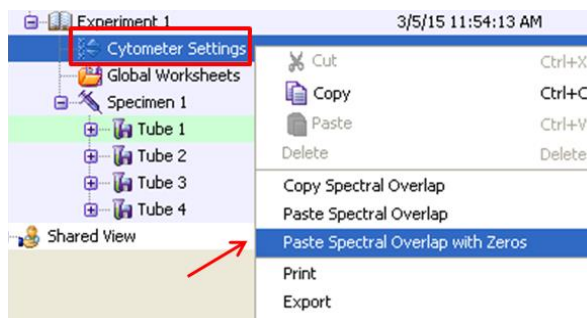 Experiment 1 3/5/15 11:54:13 AM
Cytometer Settings
Global Worksheets
Specimen 1
Tube 1
Tube 2
Tube 3
Tube 4
Shared View
Cut Ctrl+X
Copy Ctrl+C
Paste Ctrl+V
Delete Delete
Copy Spectral Overlap
Paste Spectral Overlap
Paste Spectral Overlap with Zeros
Print
Export